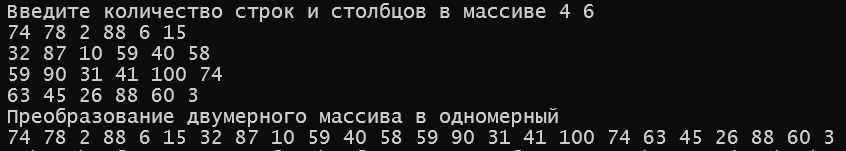 Введите количество строк и столбцов в массиве 4 6
74 78 2 88 6 15
32 87 10 59 40 58
59 90 31 41 100 74
63 45 26 88 60 3
Преобразование двумерного массива в одномерный
74 78 2 88 6 15 32 87 10 59 40 58 59 90 31 41 100 74 63 45 26 88 60 3